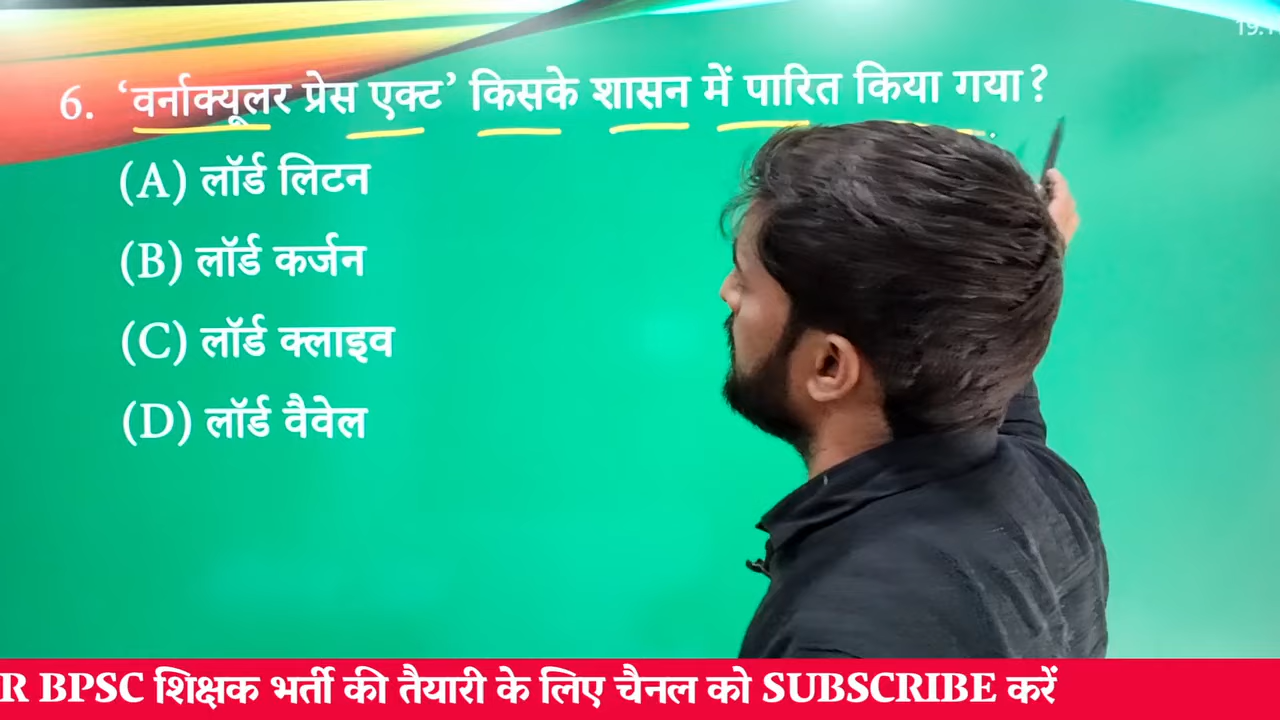 6. ‘वर्नाक्यूलर प्रेस एक्ट’ किसके शासन में पारित किया गया?
(A) लॉर्ड लिटन
(B) लॉर्ड कर्जन
(C) लॉर्ड क्लाइव
(D) लॉर्ड वैवेल
R BPSC शिक्षक भर्ती की तैयारी के लिए चैनल को SUBSCRIBE करें